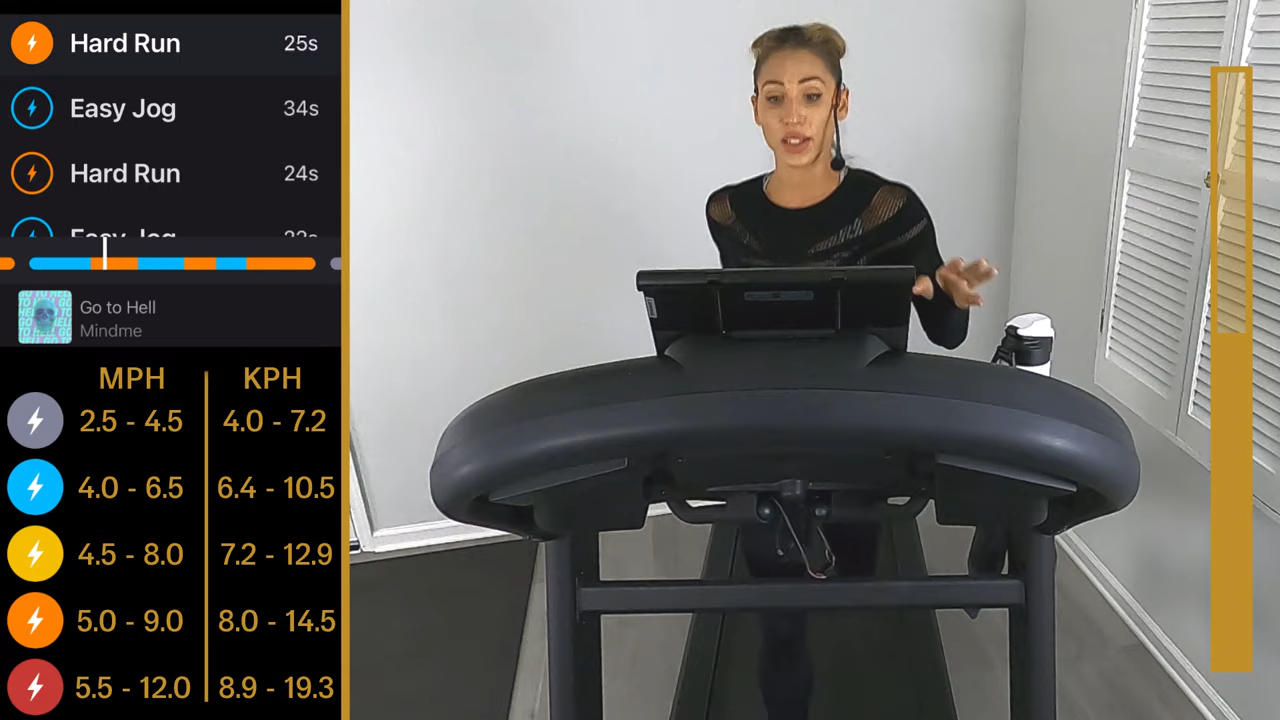 Hard Run 25s
Easy Jog 34s
Hard Run 24s
Easy Jog
Go to Hell
Mindme
MPH KPH
2.5 - 4.5 4.0 - 7.2
4.0 - 6.5 6.4 - 10.5
4.5 - 8.0 7.2 - 12.9
5.0 - 9.0 8.0 - 14.5
5.5 - 12.0 8.9 - 19.3